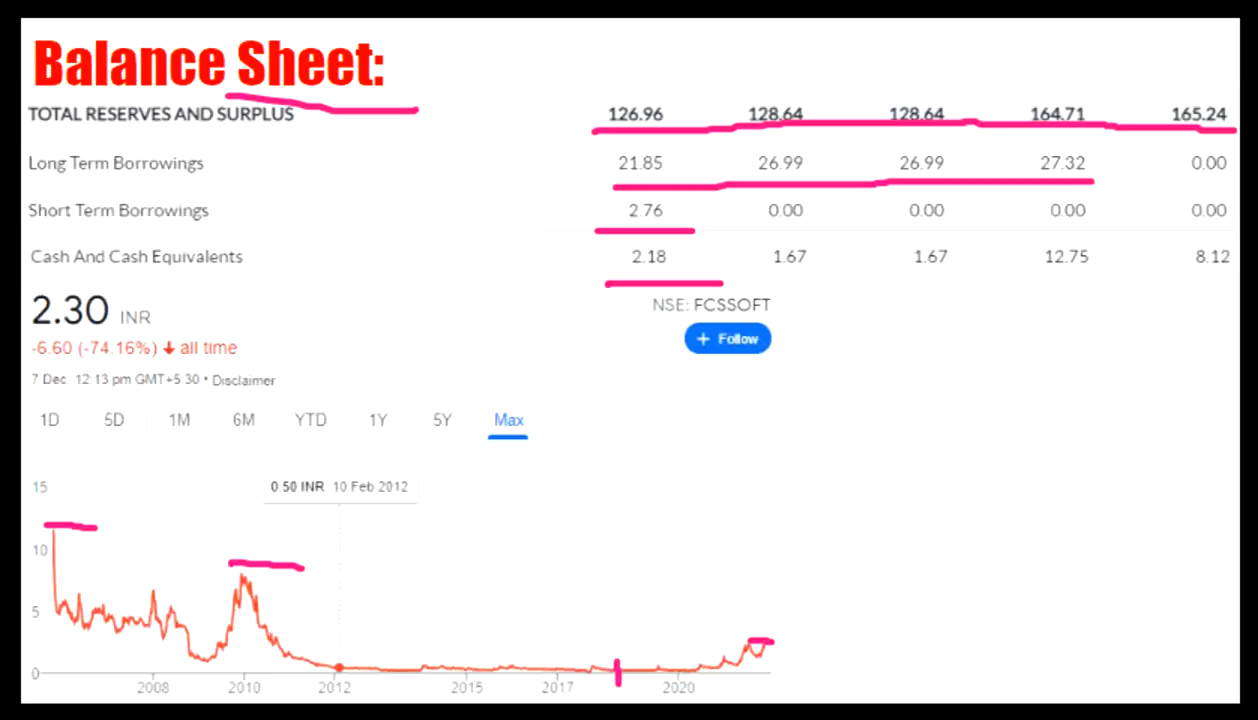 Balance Sheet:
TOTAL RESERVES AND SURPLUS 126.96 128.64 128.64 164.71 165.24
Long Term Borrowings 21.85 26.99 26.99 27.32 0.00
Short Term Borrowings 2.76 0.00 0.00 0.00 0.00
Cash And Cash Equivalents 2.18 1.67 1.67 12.75 8.12
2.30 INR
NSE: FCSSOFT
+ Follow
-6.60 (-74.16%) ↓ all time
7 Dec, 12:13 pm GMT+5:30 • Disclaimer
1D 5D 1M 6M YTD 1Y 5Y Max
0.50 INR 10 Feb 2012
15
10
5
0
2008 2010 2012 2015 2017 2020